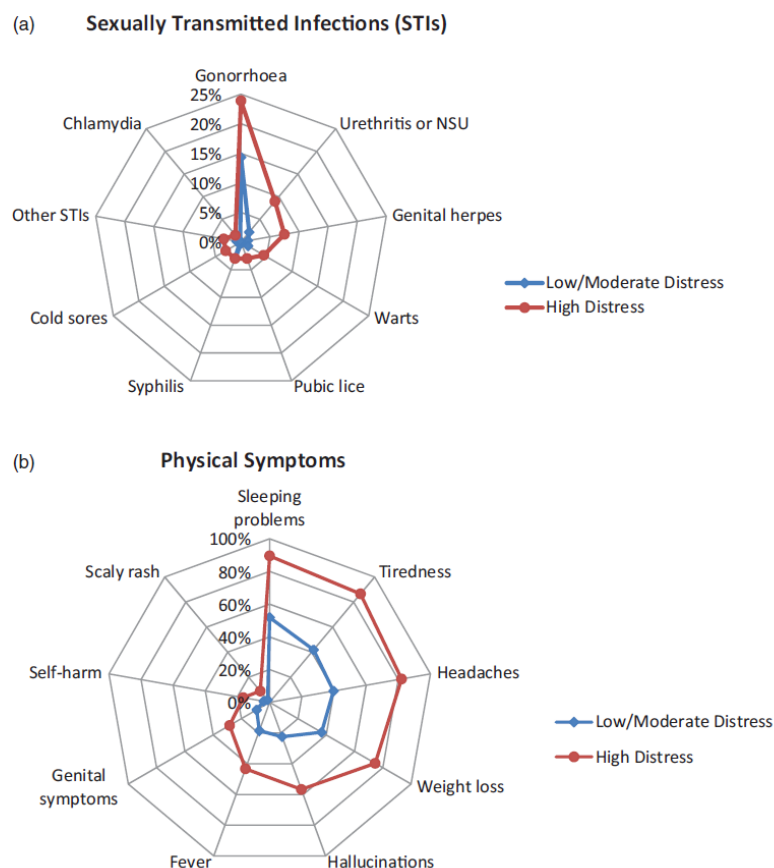 (a) Sexually Transmitted Infections (STIs)
Gonorrhoea
25%
Chlamydia
Urethritis or NSU
20%
15%
10%
Other STIs
Genital herpes
5%
0%
Low/Moderate Distress
High Distress
Cold sores
Warts
Syphilis
Pubic lice
(b) Physical Symptoms
Sleeping
problems
100%
Scaly rash
Tiredness
80%
60%
40%
Self-harm
Headaches
20%
0%
Low/Moderate Distress
High Distress
Genital
symptoms
Weight loss
Fever
Hallucinations